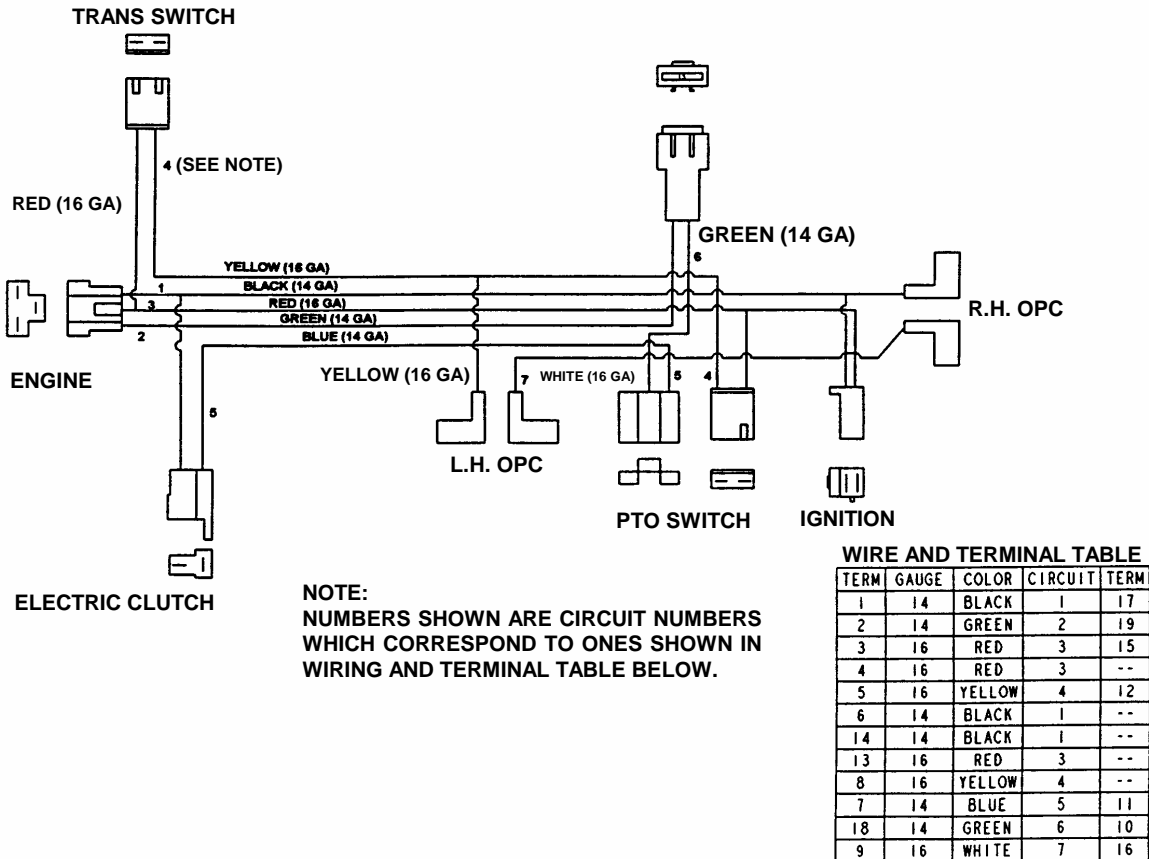 TRANS SWITCH
4 (SEE NOTE)
RED (16 GA)
GREEN (14 GA)
6
YELLOW (16 GA)
1 BLACK (14 GA)
3 RED (16 GA)
GREEN (14 GA)
2 BLUE (14 GA)
R.H. OPC
ENGINE
YELLOW (16 GA)
7 WHITE (16 GA) 5 4
5
L.H. OPC
PTO SWITCH
IGNITION
ELECTRIC CLUTCH
NOTE:
NUMBERS SHOWN ARE CIRCUIT NUMBERS
WHICH CORRESPOND TO ONES SHOWN IN
WIRING AND TERMINAL TABLE BELOW.
WIRE AND TERMINAL TABLE
TERM GAUGE COLOR CIRCUIT TERM
1 14 BLACK 1 17
2 14 GREEN 2 19
3 16 RED 3 15
4 16 RED 3 --
5 16 YELLOW 4 12
6 14 BLACK 1 --
14 14 BLACK 1 --
13 16 RED 3 --
8 16 YELLOW 4 --
7 14 BLUE 5 11
18 14 GREEN 6 10
9 16 WHITE 7 16